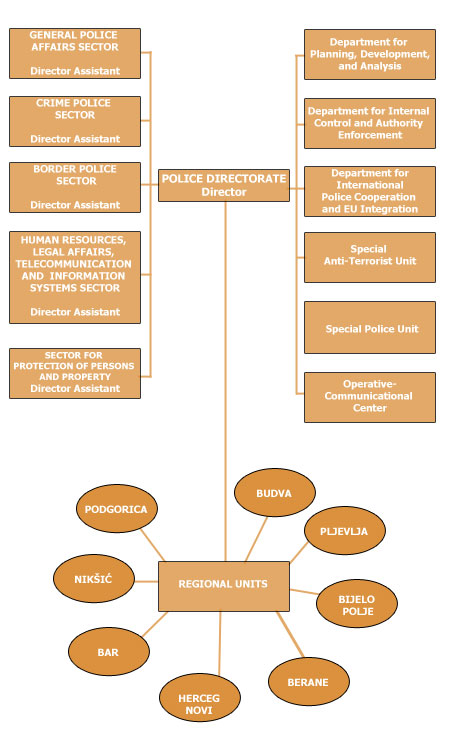 GENERAL POLICE
AFFAIRS SECTOR
Director Assistant
CRIME POLICE
SECTOR
Director Assistant
BORDER POLICE
SECTOR
Director Assistant
HUMAN RESOURCES,
LEGAL AFFAIRS,
TELECOMMUNICATION
AND INFORMATION
SYSTEMS SECTOR
Director Assistant
SECTOR FOR
PROTECTION OF PERSONS
AND PROPERTY
Director Assistant
POLICE DIRECTORATE
Director
Department for
Planning, Development,
and Analysis
Department for Internal
Control and Authority
Enforcement
Department for
International
Police Cooperation
and EU Integration
Special
Anti-Terrorist Unit
Special Police Unit
Operative-
Communicational
Center
REGIONAL UNITS
PODGORICA
NIKŠIĆ
BAR
HERCEG
NOVI
BERANE
BIJELO
POLJE
PLJEVLJA
BUDVA